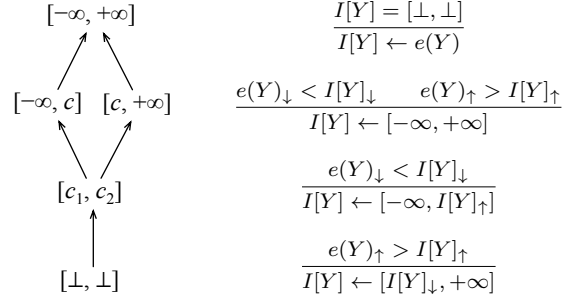 [−∞, +∞]
[−∞, c] [c, +∞]
[c₁, c₂]
[⊥, ⊥]
I[Y] = [⊥, ⊥]
I[Y] ← e(Y)
e(Y)↓ < I[Y]↓ e(Y)↑ > I[Y]↑
I[Y] ← [−∞, +∞]
e(Y)↓ < I[Y]↓
I[Y] ← [−∞, I[Y]↑]
e(Y)↑ > I[Y]↑
I[Y] ← [I[Y]↓, +∞]